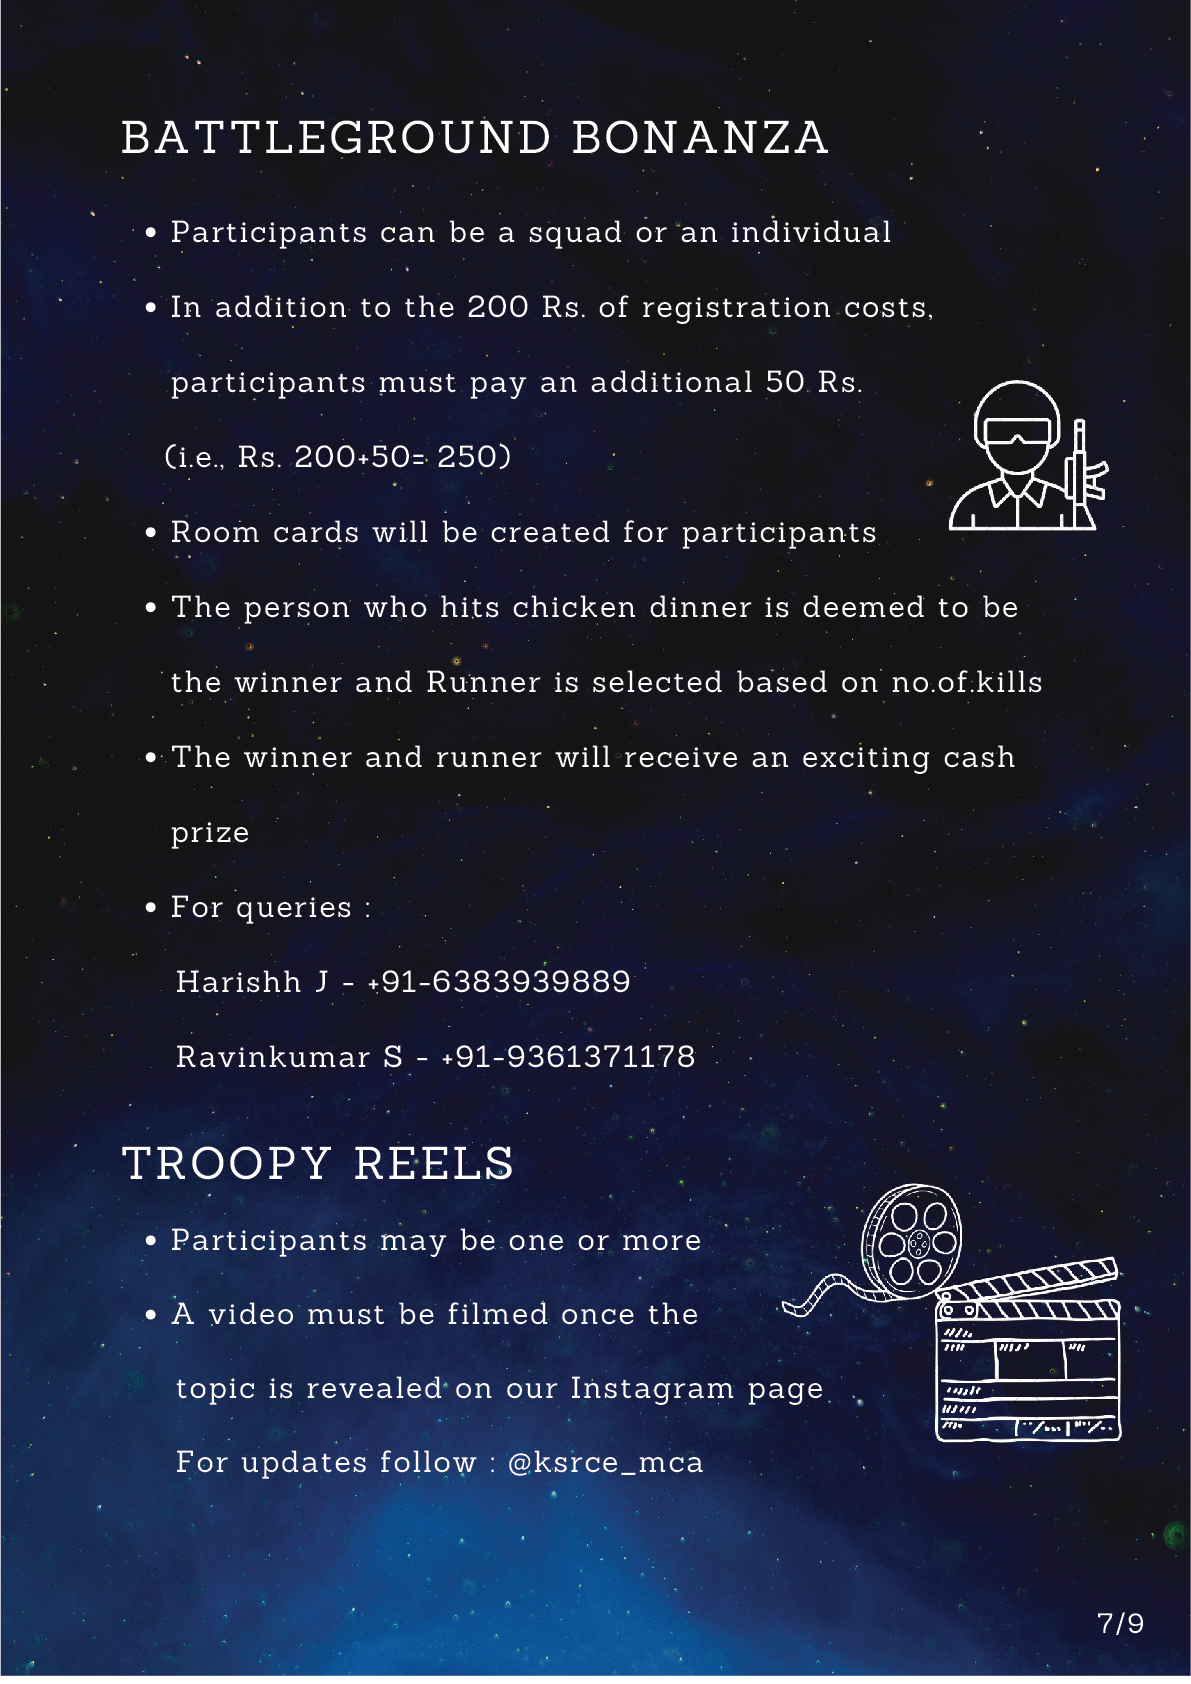 BATTLEGROUND BONANZA
• Participants can be a squad or an individual
• In addition to the 200 Rs. of registration costs,
participants must pay an additional 50 Rs.
(i.e., Rs. 200+50= 250)
• Room cards will be created for participants
• The person who hits chicken dinner is deemed to be
the winner and Runner is selected based on no.of.kills
• The winner and runner will receive an exciting cash
prize
• For queries :
Harishh J - +91-6383939889
Ravinkumar S - +91-9361371178
TROOPY REELS
• Participants may be one or more
• A video must be filmed once the
topic is revealed on our Instagram page
For updates follow : @ksrce_mca
7/9